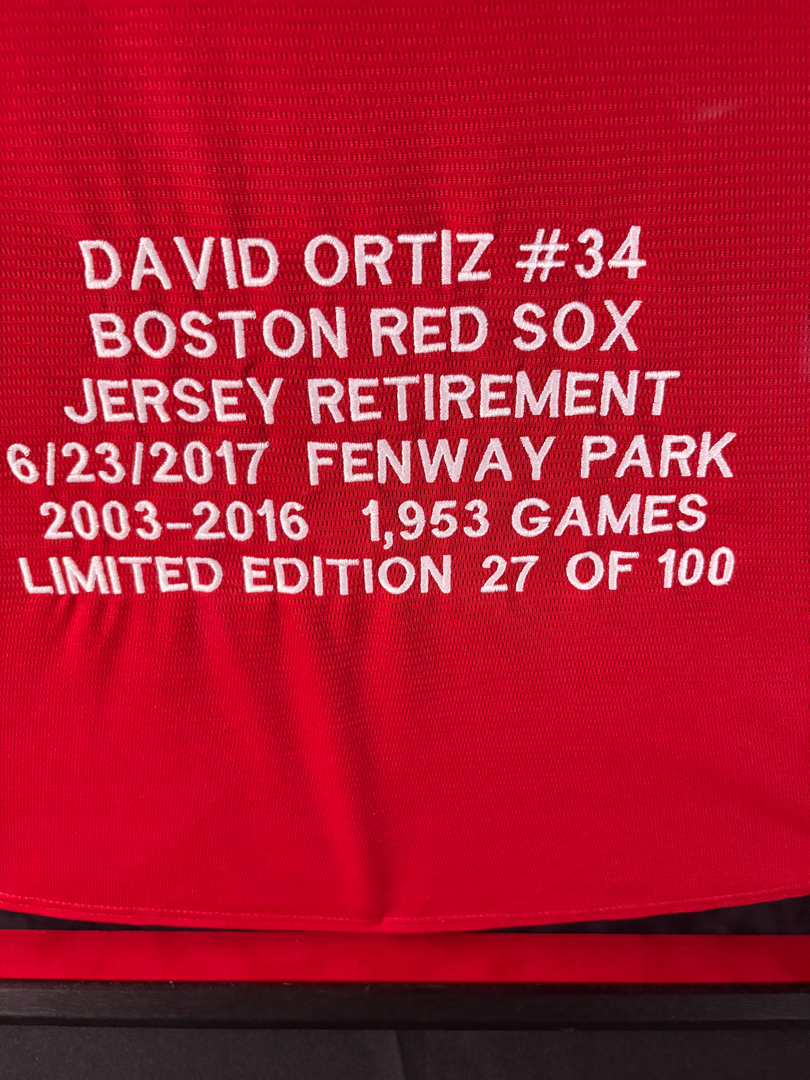 DAVID ORTIZ #34
BOSTON RED SOX
JERSEY RETIREMENT
6/23/2017 FENWAY PARK
2003-2016 1,953 GAMES
LIMITED EDITION 27 OF 100